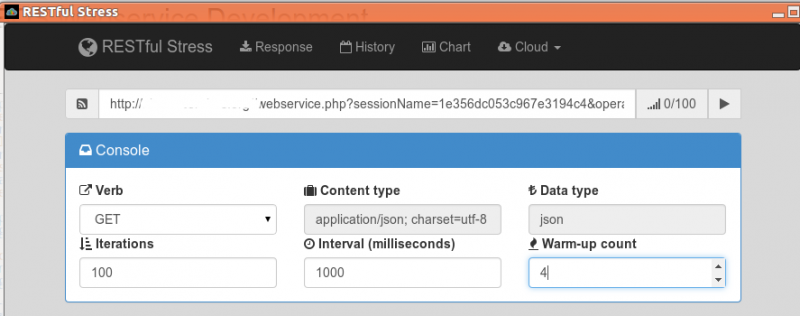 RESTful Stress
RESTful Stress Response History Chart Cloud
http:/ webservice.php?sessionName=1e356dc053c967e3194c4&opera 0/100
Console
Verb Content type Data type
GET application/json; charset=utf-8 json
Iterations Interval (milliseconds) Warm-up count
100 1000 4